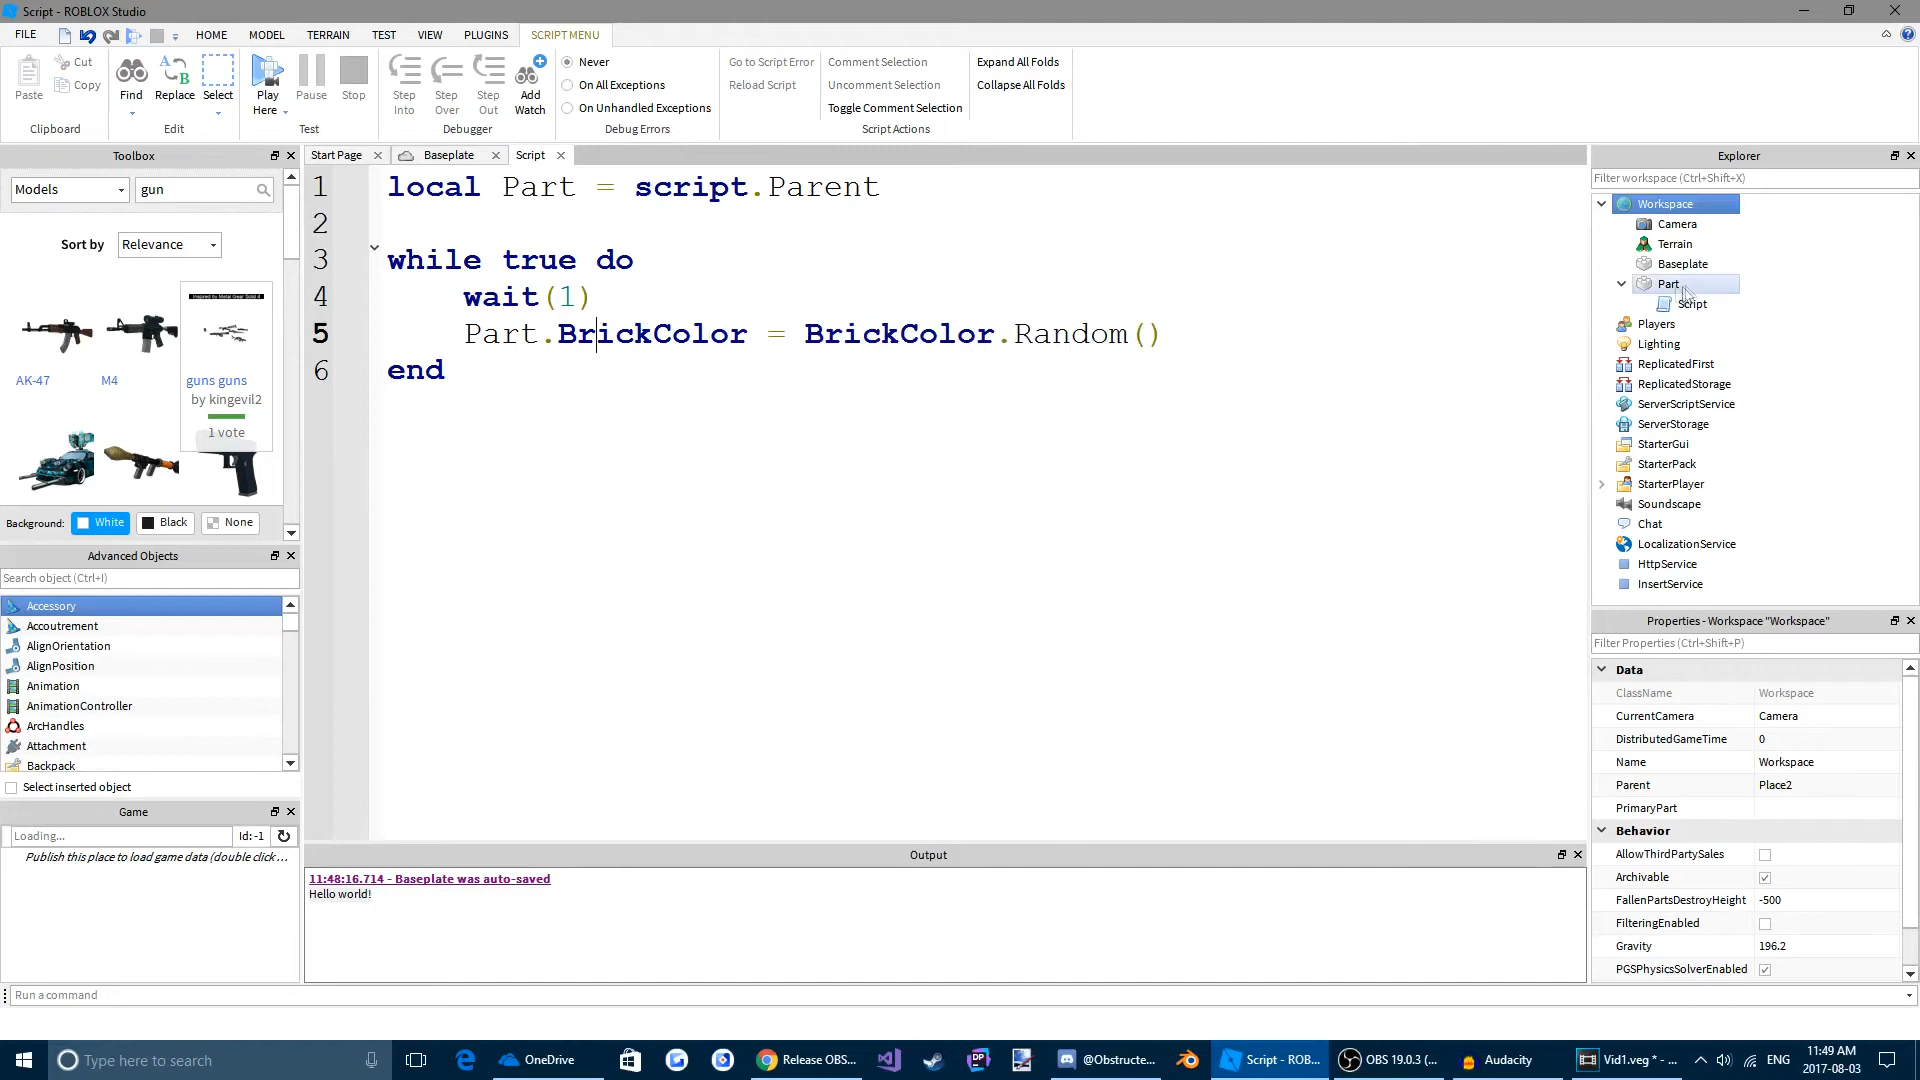 Script - ROBLOX Studio
FILE HOME MODEL TERRAIN TEST VIEW PLUGINS SCRIPT MENU
Paste Cut Copy Find Replace Select Play Here Pause Stop Step Into Step Over Step Out Add Watch
Never
On All Exceptions
On Unhandled Exceptions
Go to Script Error
Reload Script
Comment Selection
Uncomment Selection
Toggle Comment Selection
Expand All Folds
Collapse All Folds
Clipboard Edit Test Debugger Debug Errors Script Actions
Toolbox
Models gun
Sort by Relevance
AK-47 M4 guns guns
by kingevil2
1 vote
Background: White Black None
Advanced Objects
Search object (Ctrl+I)
Accessory
Accoutrement
AlignOrientation
AlignPosition
Animation
AnimationController
ArcHandles
Attachment
Backpack
Select inserted object
Game
Loading... Id: -1
Publish this place to load game data (double click ...
Start Page Baseplate Script
1 local Part = script.Parent
2
3 while true do
4 wait(1)
5 Part.BrickColor = BrickColor.Random()
6 end
Output
11:48:16.714 - Baseplate was auto-saved
Hello world!
Explorer
Filter workspace (Ctrl+Shift+X)
Workspace
Camera
Terrain
Baseplate
Part
Script
Players
Lighting
ReplicatedFirst
ReplicatedStorage
ServerScriptService
ServerStorage
StarterGui
StarterPack
StarterPlayer
Soundscape
Chat
LocalizationService
HttpService
InsertService
Properties - Workspace "Workspace"
Filter Properties (Ctrl+Shift+P)
Data
ClassName Workspace
CurrentCamera Camera
DistributedGameTime 0
Name Workspace
Parent Place2
PrimaryPart
Behavior
AllowThirdPartySales
Archivable
FallenPartsDestroyHeight -500
FilteringEnabled
Gravity 196.2
PGSPhysicsSolverEnabled
Run a command
Type here to search OneDrive Release OBS... @Obstructe... Script - ROB... OBS 19.0.3 (... Audacity Vid1.veg * - ... ENG 11:49 AM
2017-08-03